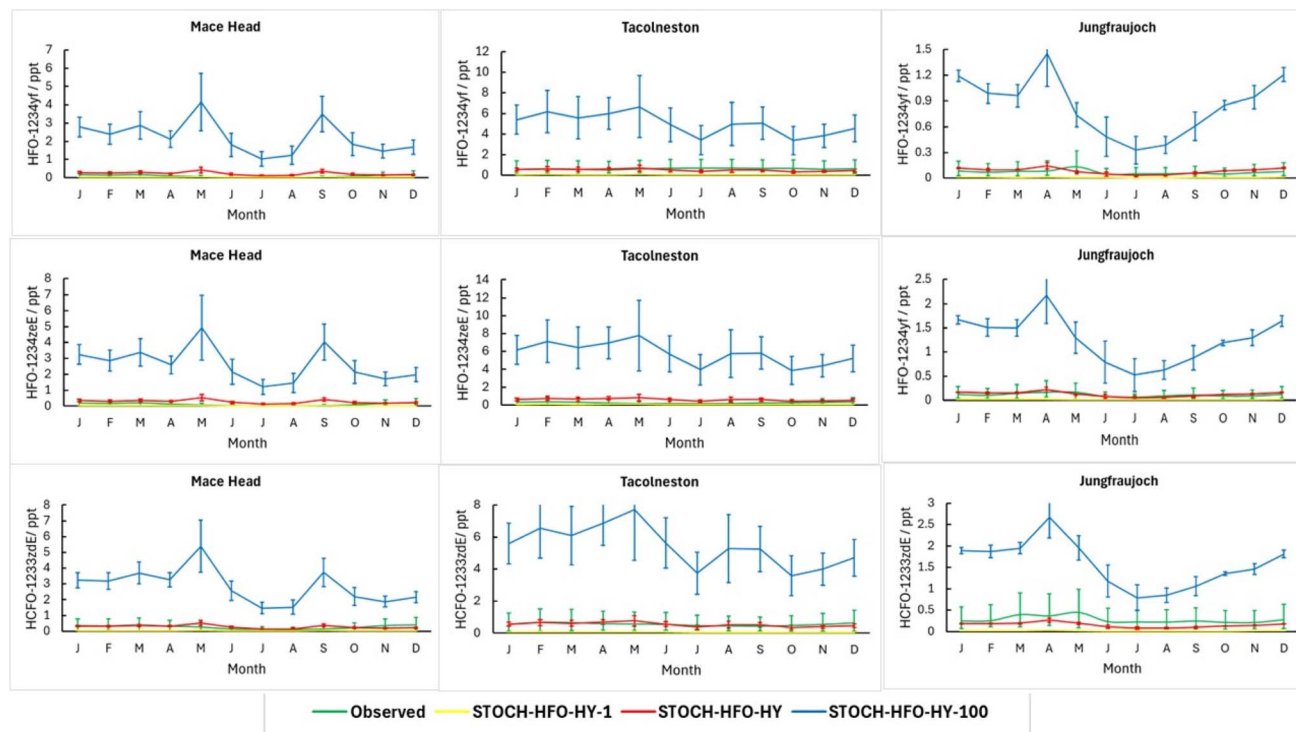 Mace Head
HFO-1234yf / ppt
7
6
5
4
3
2
1
0
J F M A M J J A S O N D
Month
Tacolneston
HFO-1234yf / ppt
12
10
8
6
4
2
0
J F M A M J J A S O N D
Month
Jungfraujoch
HFO-1234yf / ppt
1.5
1.2
0.9
0.6
0.3
0
J F M A M J J A S O N D
Month
Mace Head
HFO-1234zeE / ppt
8
7
6
5
4
3
2
1
0
J F M A M J J A S O N D
Month
Tacolneston
HFO-1234zeE / ppt
14
12
10
8
6
4
2
0
J F M A M J J A S O N D
Month
Jungfraujoch
HFO-1234yf / ppt
2.5
2
1.5
1
0.5
0
J F M A M J J A S O N D
Month
Mace Head
HCFO-1233zdE/ ppt
8
7
6
5
4
3
2
1
0
J F M A M J J A S O N D
Month
Tacolneston
HCFO-1233zdE/ ppt
8
6
4
2
0
J F M A M J J A S O N D
Month
Jungfraujoch
HCFO-1233zdE / ppt
3
2.5
2
1.5
1
0.5
0
J F M A M J J A S O N D
Month
Observed STOCH-HFO-HY-1 STOCH-HFO-HY STOCH-HFO-HY-100